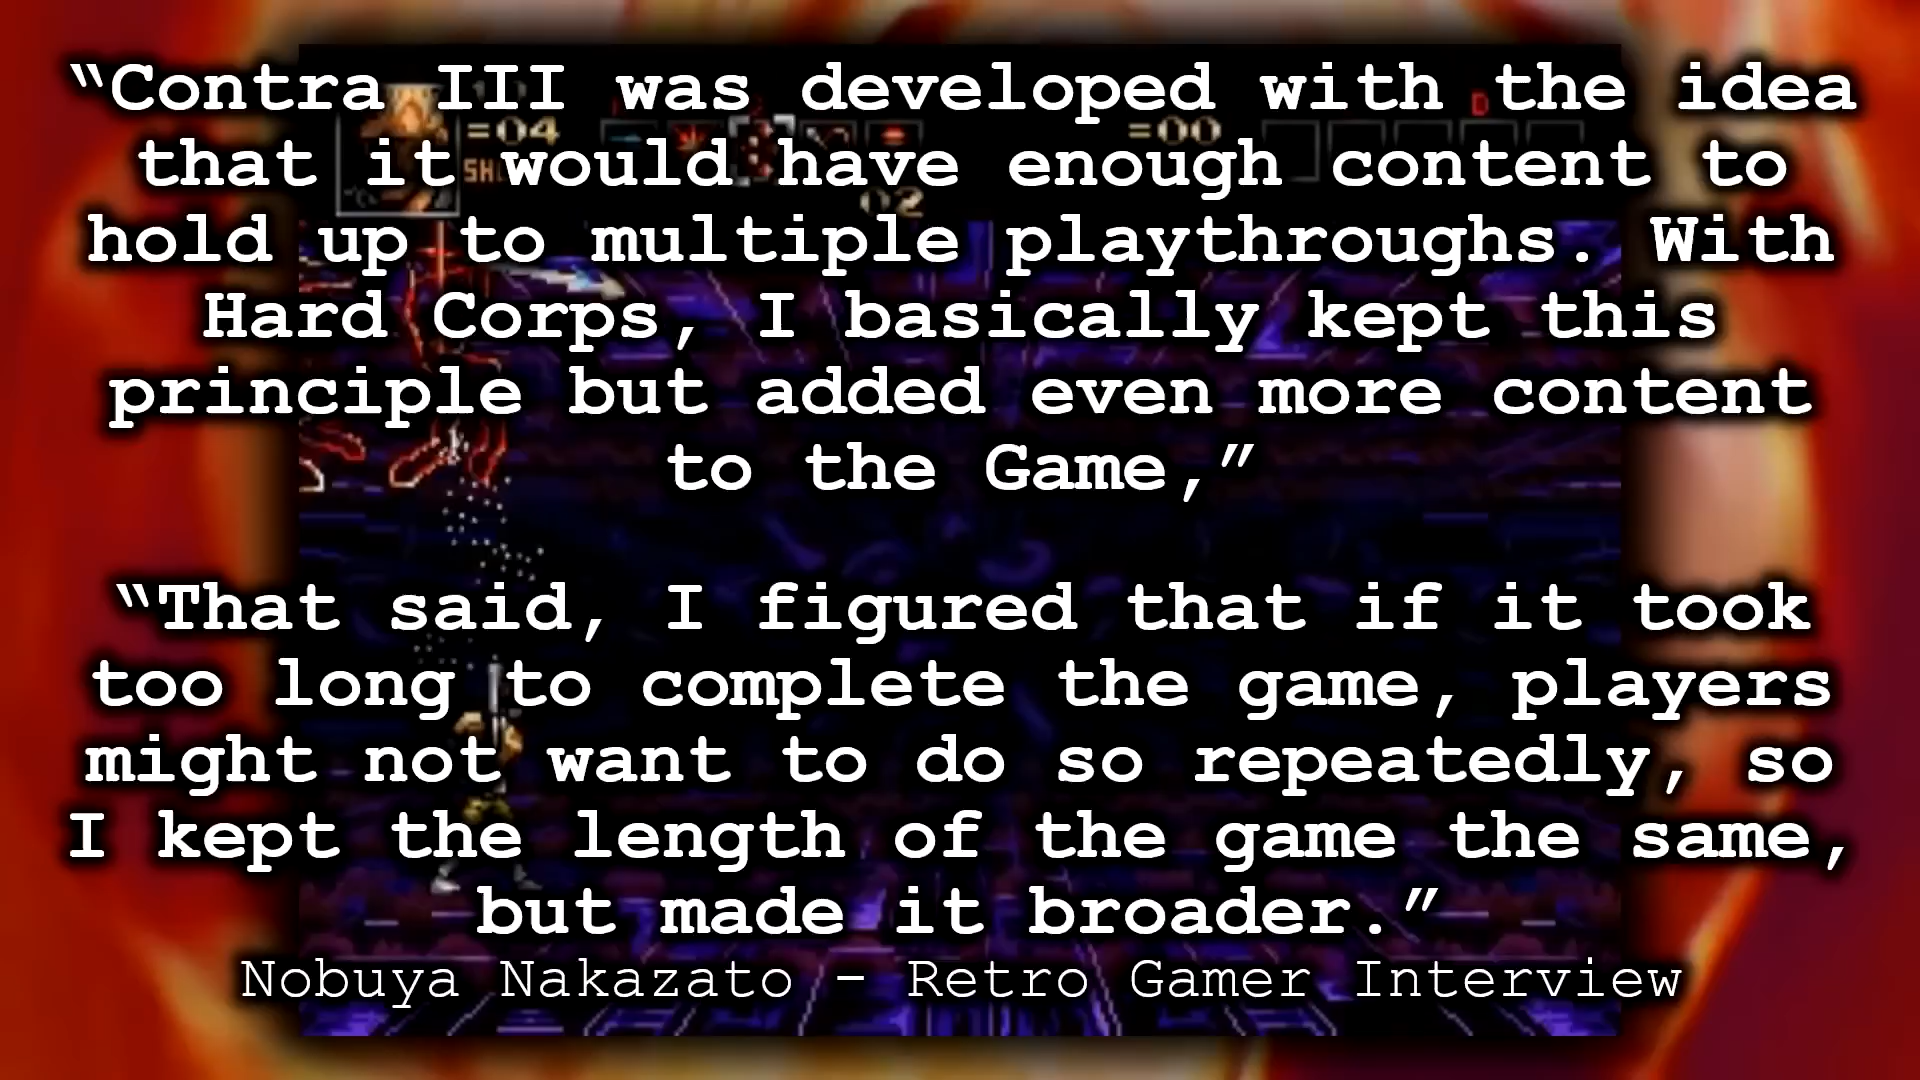 “Contra III was developed with the idea
that it would have enough content to
hold up to multiple playthroughs. With
Hard Corps, I basically kept this
principle but added even more content
to the Game,”
“That said, I figured that if it took
too long to complete the game, players
might not want to do so repeatedly, so
I kept the length of the game the same,
but made it broader.”
Nobuya Nakazato - Retro Gamer Interview
=04
=00
D
02